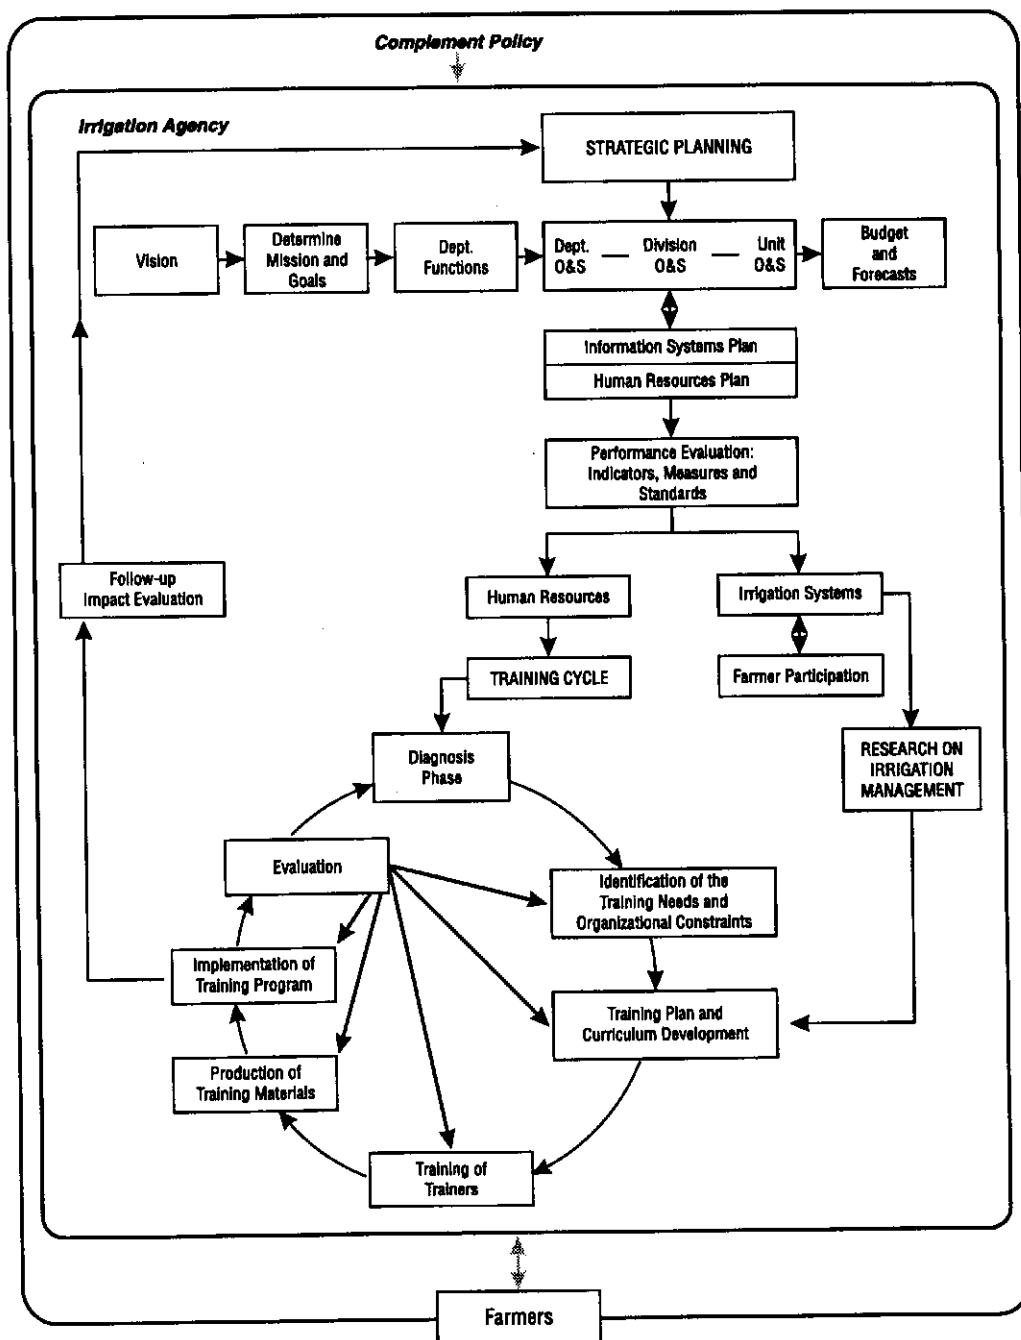 Complement Policy
Irrigation Agency
STRATEGIC PLANNING
Vision
Determine
Mission and
Goals
Dept.
Functions
Dept. — Division — Unit
O&S O&S O&S
Budget
and
Forecasts
Information Systems Plan
Human Resources Plan
Performance Evaluation:
Indicators, Measures and
Standards
Follow-up
Impact Evaluation
Human Resources
Irrigation Systems
TRAINING CYCLE
Farmer Participation
Diagnosis
Phase
RESEARCH ON
IRRIGATION
MANAGEMENT
Evaluation
Identification of the
Training Needs and
Organizational Constraints
Implementation of
Training Program
Training Plan and
Curriculum Development
Production of
Training Materials
Training of
Trainers
Farmers